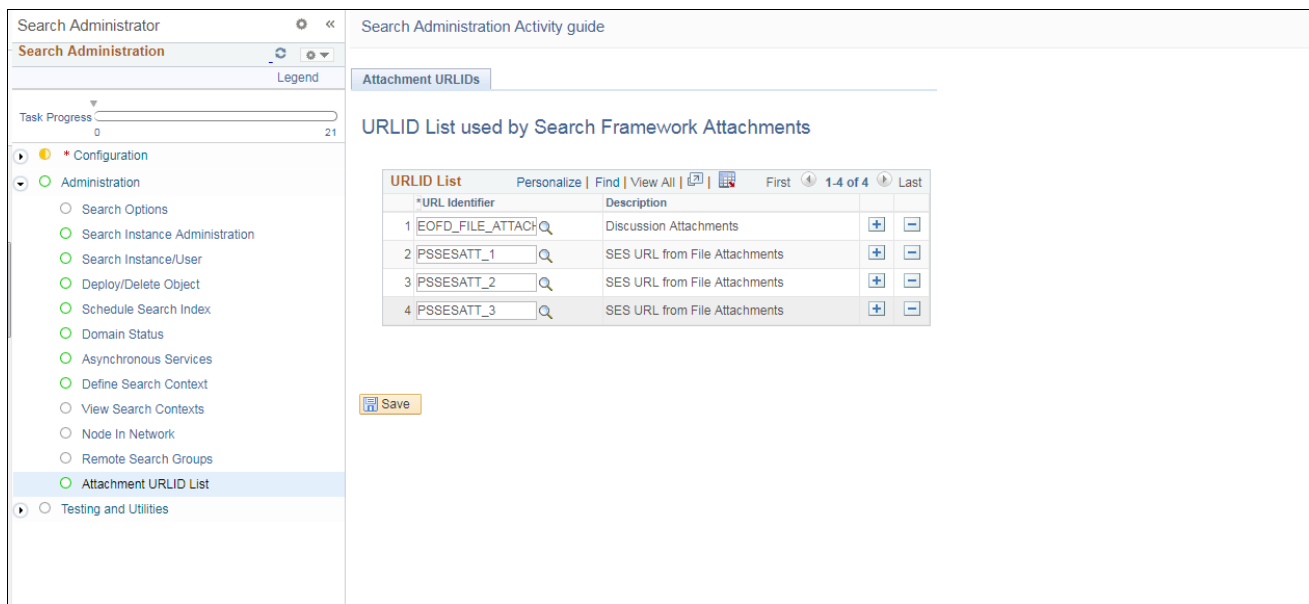 Search Administrator
«
Search Administration
Legend
Task Progress
0 21
* Configuration
Administration
Search Options
Search Instance Administration
Search Instance/User
Deploy/Delete Object
Schedule Search Index
Domain Status
Asynchronous Services
Define Search Context
View Search Contexts
Node In Network
Remote Search Groups
Attachment URLID List
Testing and Utilities
Search Administration Activity guide
Attachment URLIDs
URLID List used by Search Framework Attachments
URLID List Personalize | Find | View All | | First 1-4 of 4 Last
*URL Identifier Description
1 EOFD_FILE_ATTACH Discussion Attachments
2 PSSESATT_1 SES URL from File Attachments
3 PSSESATT_2 SES URL from File Attachments
4 PSSESATT_3 SES URL from File Attachments
Save